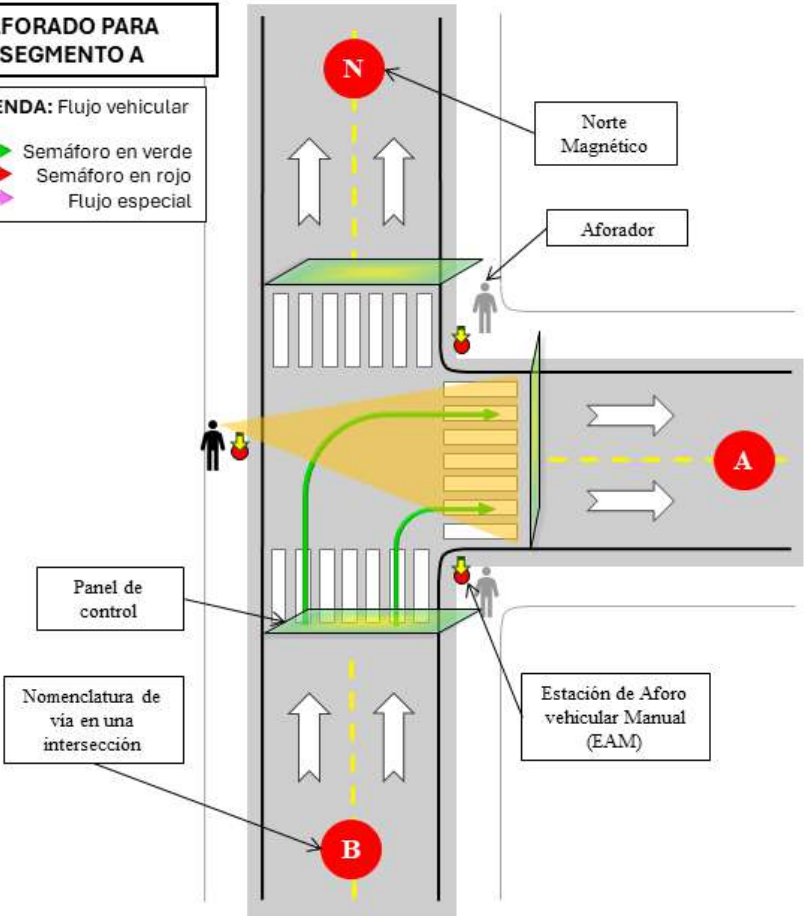 AFORADO PARA
SEGMENTO A
ENDA: Flujo vehicular
Semáforo en verde
Semáforo en rojo
Flujo especial
N
Norte
Magnético
Aforador
A
Panel de
control
Nomenclatura de
vía en una
intersección
Estación de Aforo
vehicular Manual
(EAM)
B